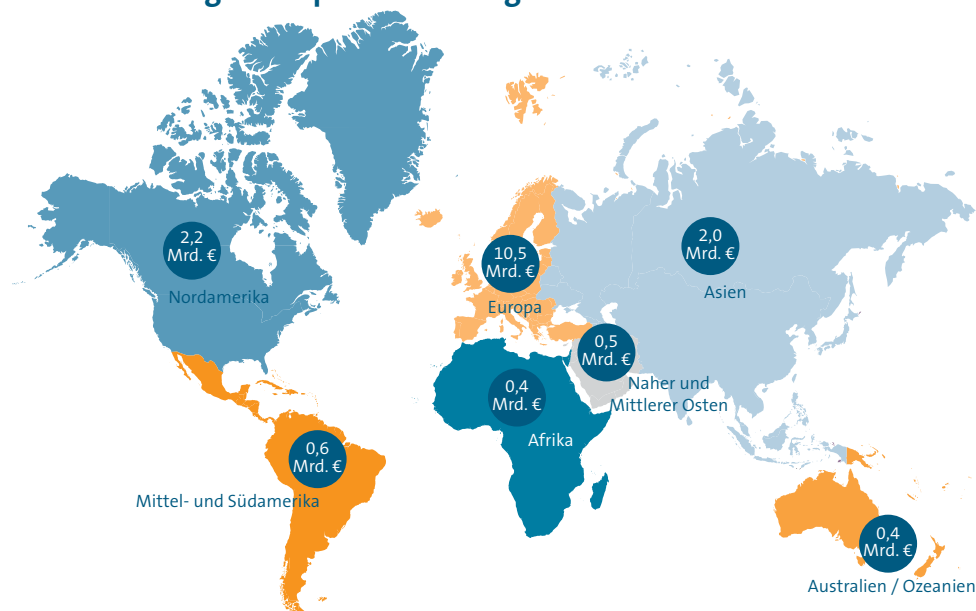 2,2
Mrd. €
Nordamerika
10,5
Mrd. €
Europa
2,0
Mrd. €
Asien
0,5
Mrd. €
Naher und
Mittlerer Osten
0,4
Mrd. €
Afrika
0,6
Mrd. €
Mittel- und Südamerika
0,4
Mrd. €
Australien / Ozeanien